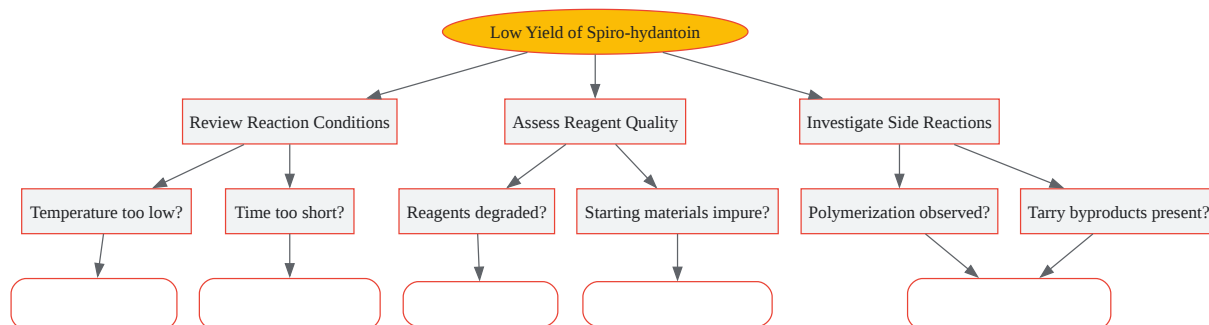 Low Yield of Spiro-hydantoin
Review Reaction Conditions
Assess Reagent Quality
Investigate Side Reactions
Temperature too low?
Time too short?
Reagents degraded?
Starting materials impure?
Polymerization observed?
Tarry byproducts present?